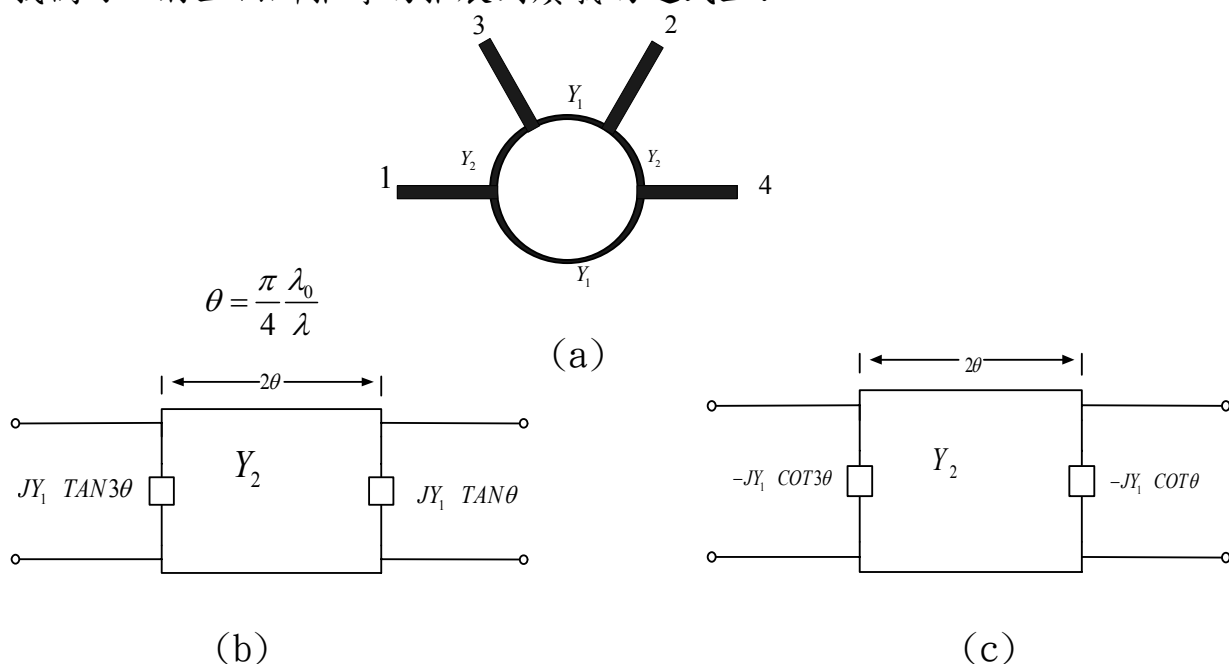 3
2
Y₁
Y₂
Y₂
1
4
Y₁
θ = π/4 λ₀/λ
(a)
2θ
2θ
Y₂
JY₁ TAN3θ
JY₁ TANθ
Y₂
-JY₁ COT3θ
-JY₁ COTθ
(b)
(c)